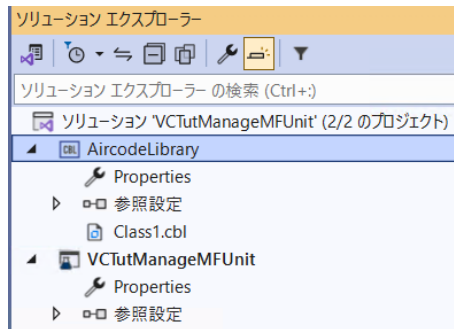 ソリューション エクスプローラー
ソリューション エクスプローラー の検索 (Ctrl+:)
ソリューション 'VCTutManageMFUnit' (2/2 のプロジェクト)
CBL AircodeLibrary
Properties
参照設定
Class1.cbl
VCTutManageMFUnit
Properties
参照設定